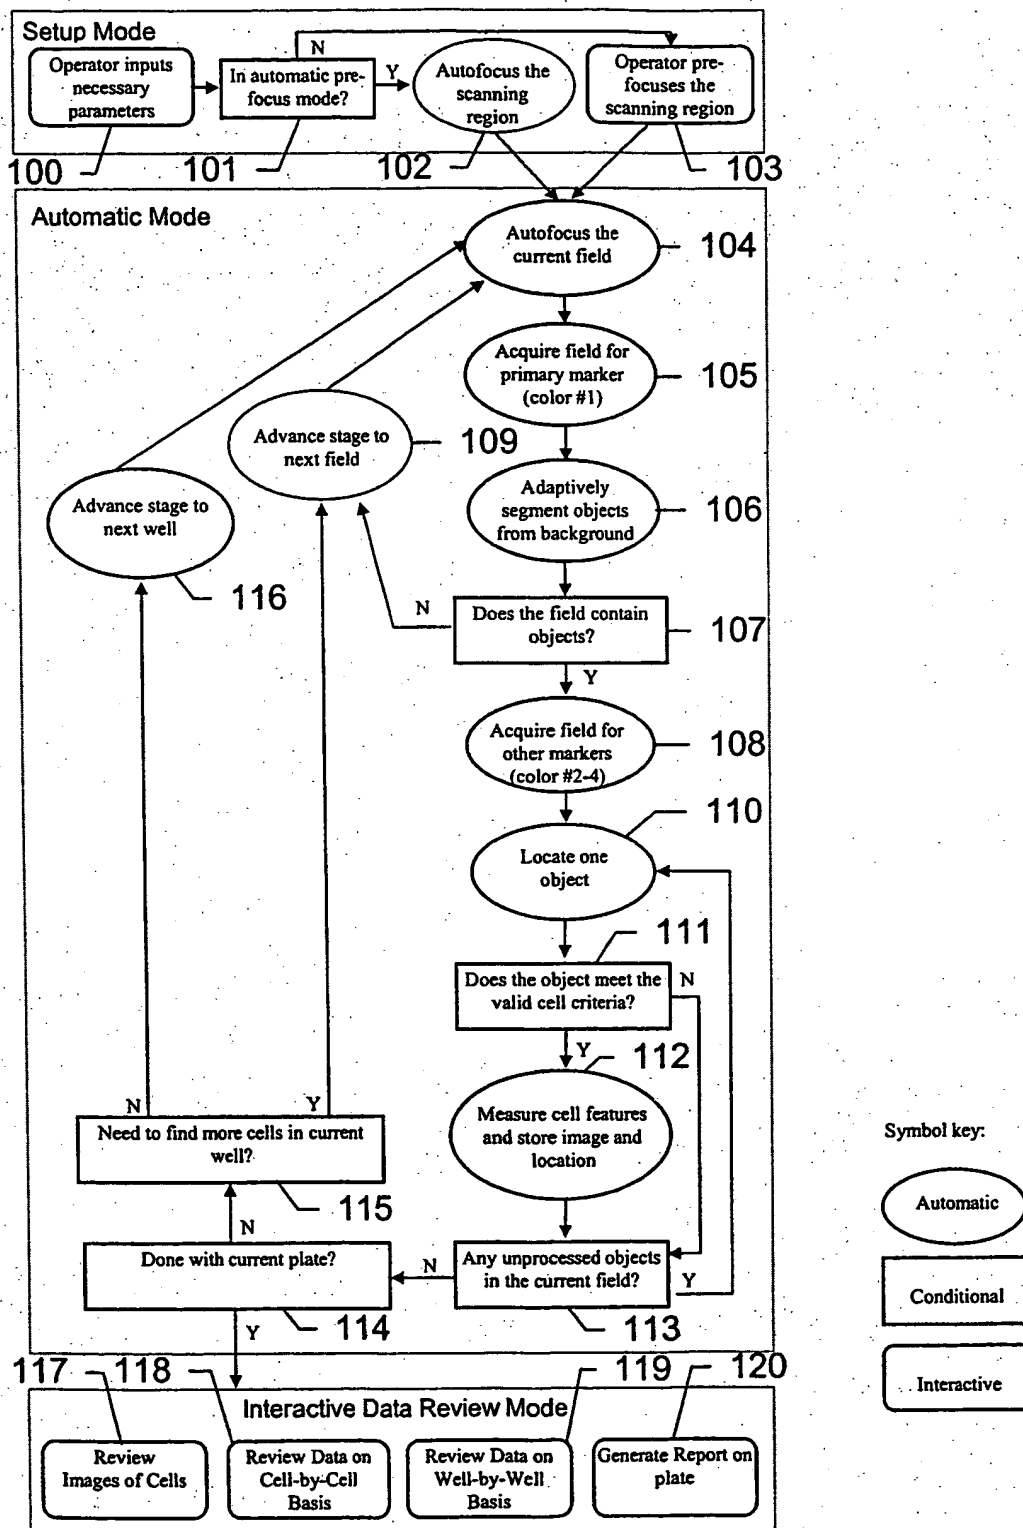 Setup Mode
Operator inputs
necessary
parameters
In automatic pre-
focus mode?
N
Y
Autofocus the
scanning
region
Operator pre-
focuses the
scanning region
100
101
102
103
Automatic Mode
Autofocus the
current field
104
Acquire field for
primary marker
(color #1)
105
Advance stage to
next field
109
Advance stage to
next well
116
Adaptively
segment objects
from background
106
Does the field contain
objects?
107
N
Y
Acquire field for
other markers
(color #2-4)
108
Locate one
object
110
111
Does the object meet the
valid cell criteria?
N
Y
112
Measure cell features
and store image and
location
N
Y
Need to find more cells in current
well?
115
N
Done with current plate?
114
Y
N
Any unprocessed objects
in the current field?
Y
113
Symbol key:
Automatic
Conditional
Interactive
117
118
119
120
Interactive Data Review Mode
Review
Images of Cells
Review Data on
Cell-by-Cell
Basis
Review Data on
Well-by-Well
Basis
Generate Report on
plate